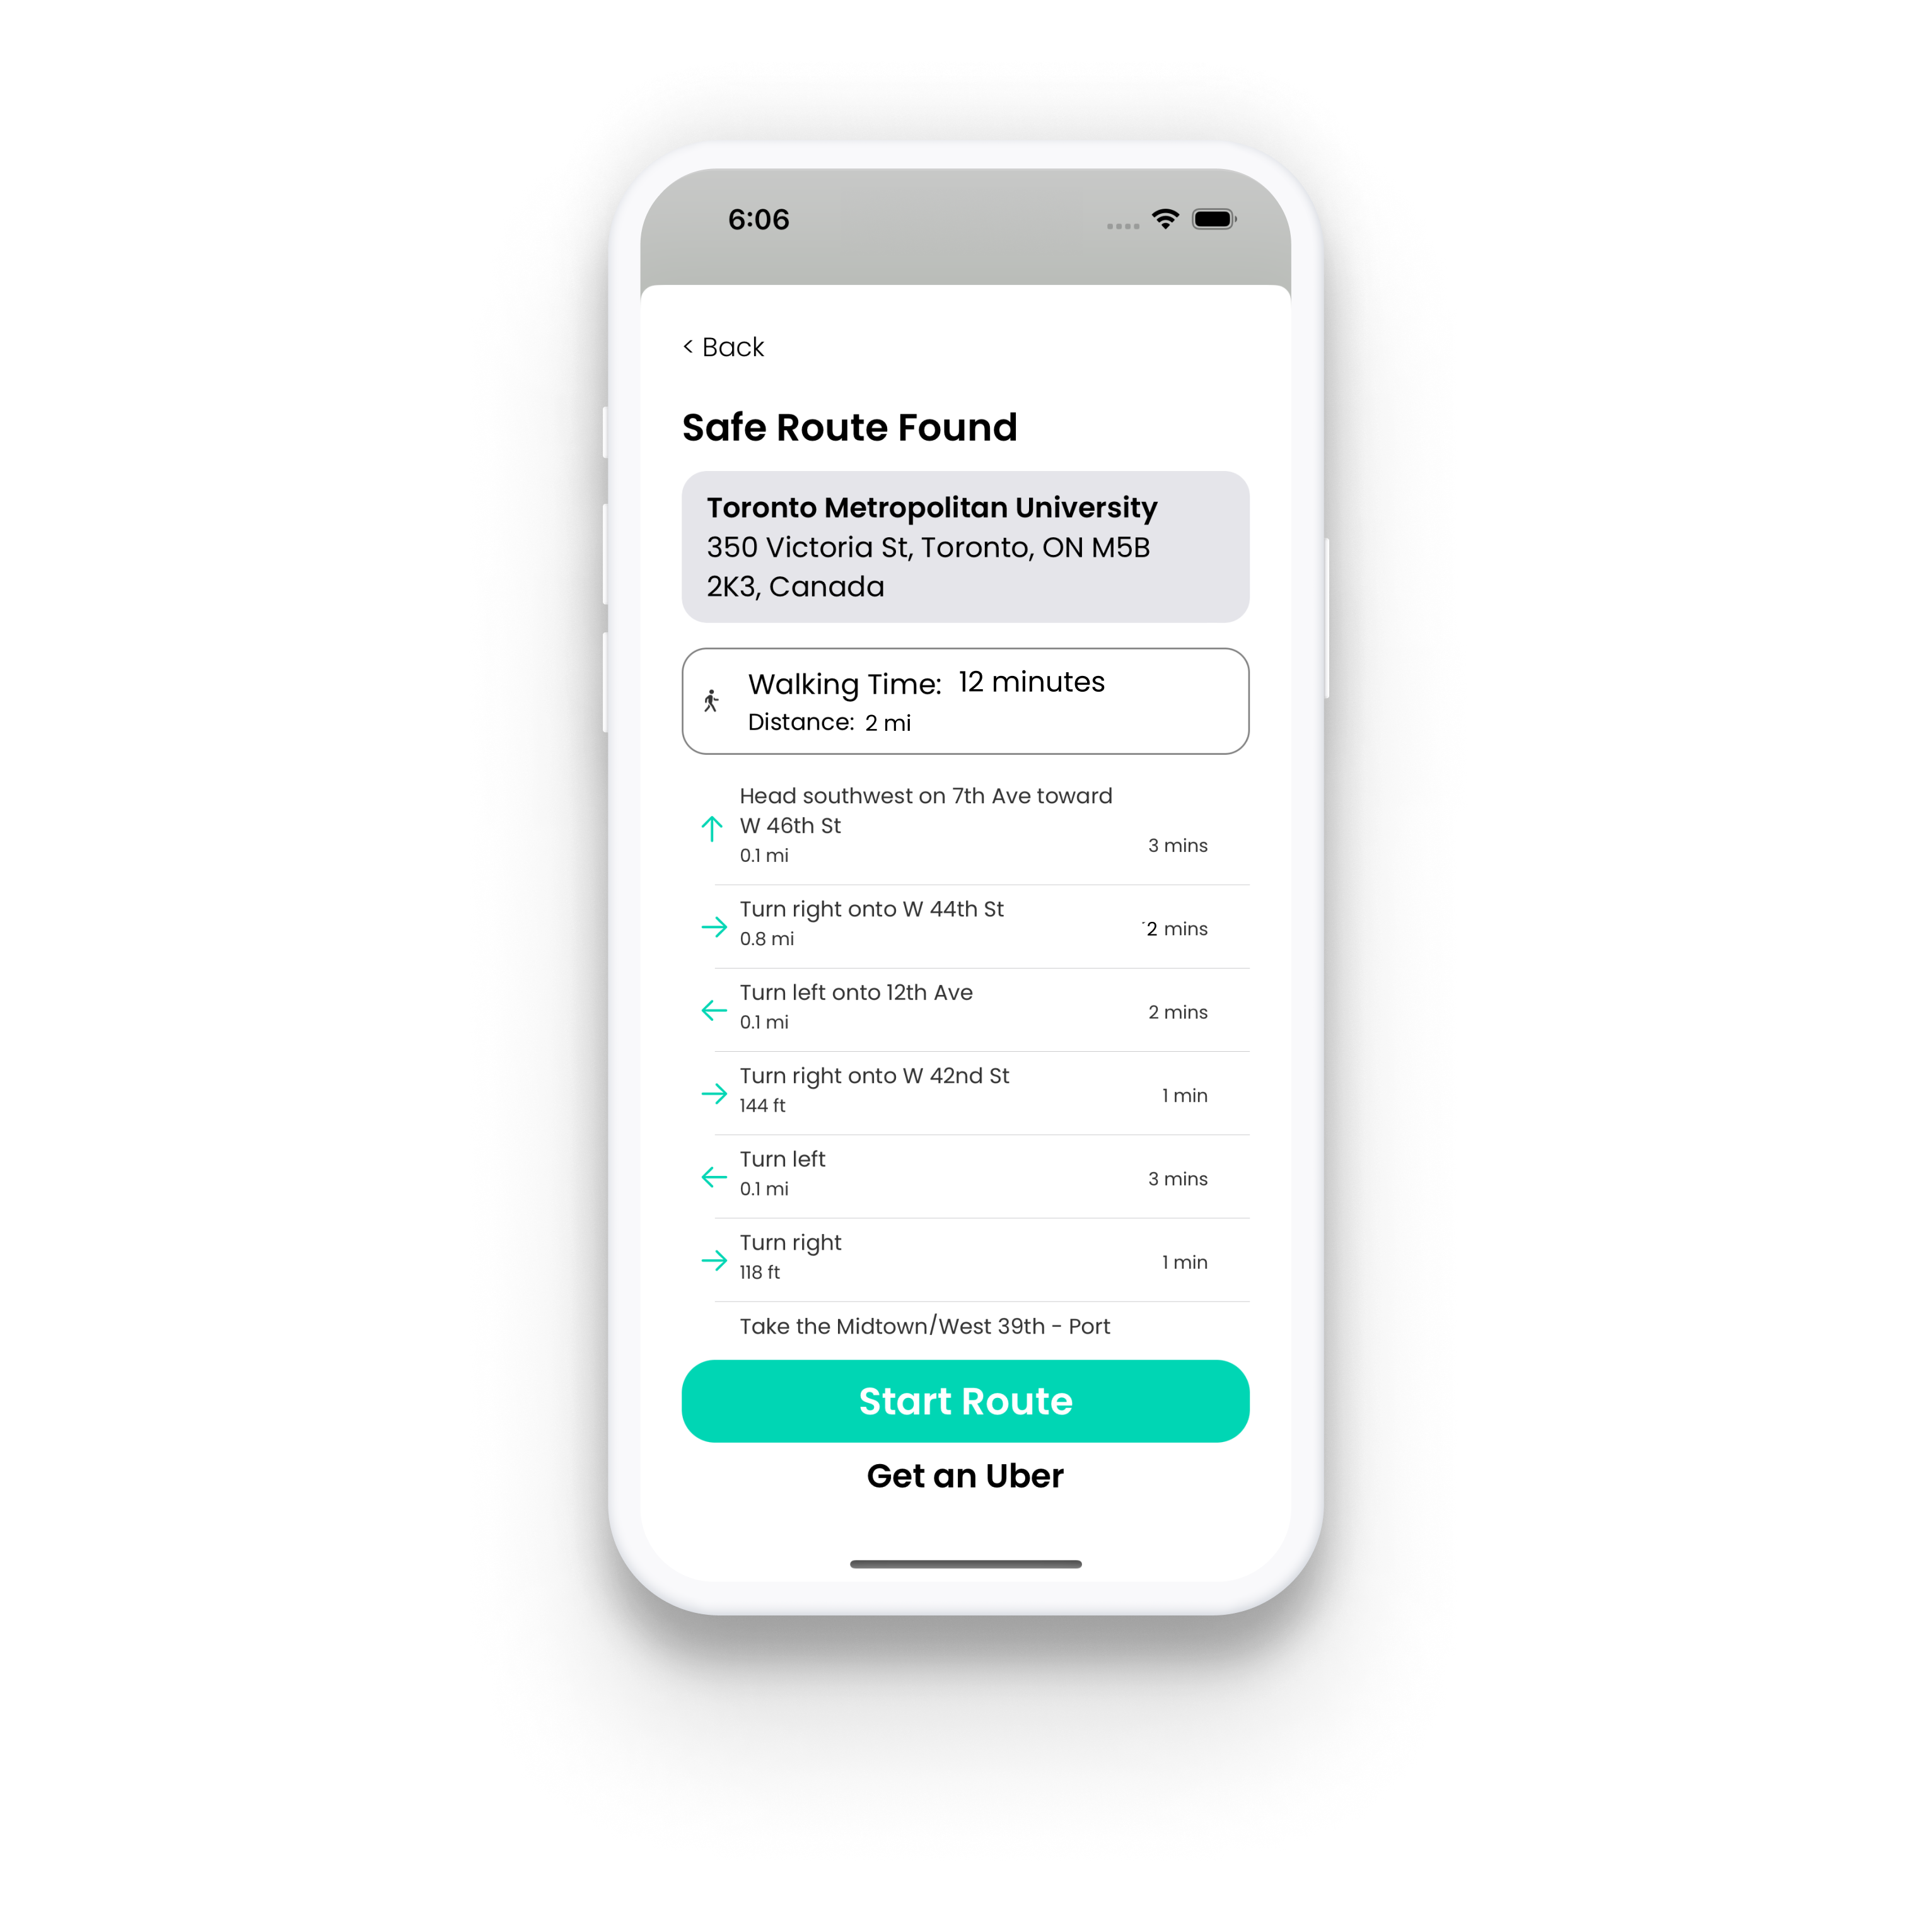 6:06
< Back
Safe Route Found
Toronto Metropolitan University
350 Victoria St, Toronto, ON M5B
2K3, Canada
Walking Time: 12 minutes
Distance: 2 mi
Head southwest on 7th Ave toward
W 46th St
0.1 mi
3 mins
Turn right onto W 44th St
0.8 mi
2 mins
Turn left onto 12th Ave
0.1 mi
2 mins
Turn right onto W 42nd St
144 ft
1 min
Turn left
0.1 mi
3 mins
Turn right
118 ft
1 min
Take the Midtown/West 39th - Port
Start Route
Get an Uber